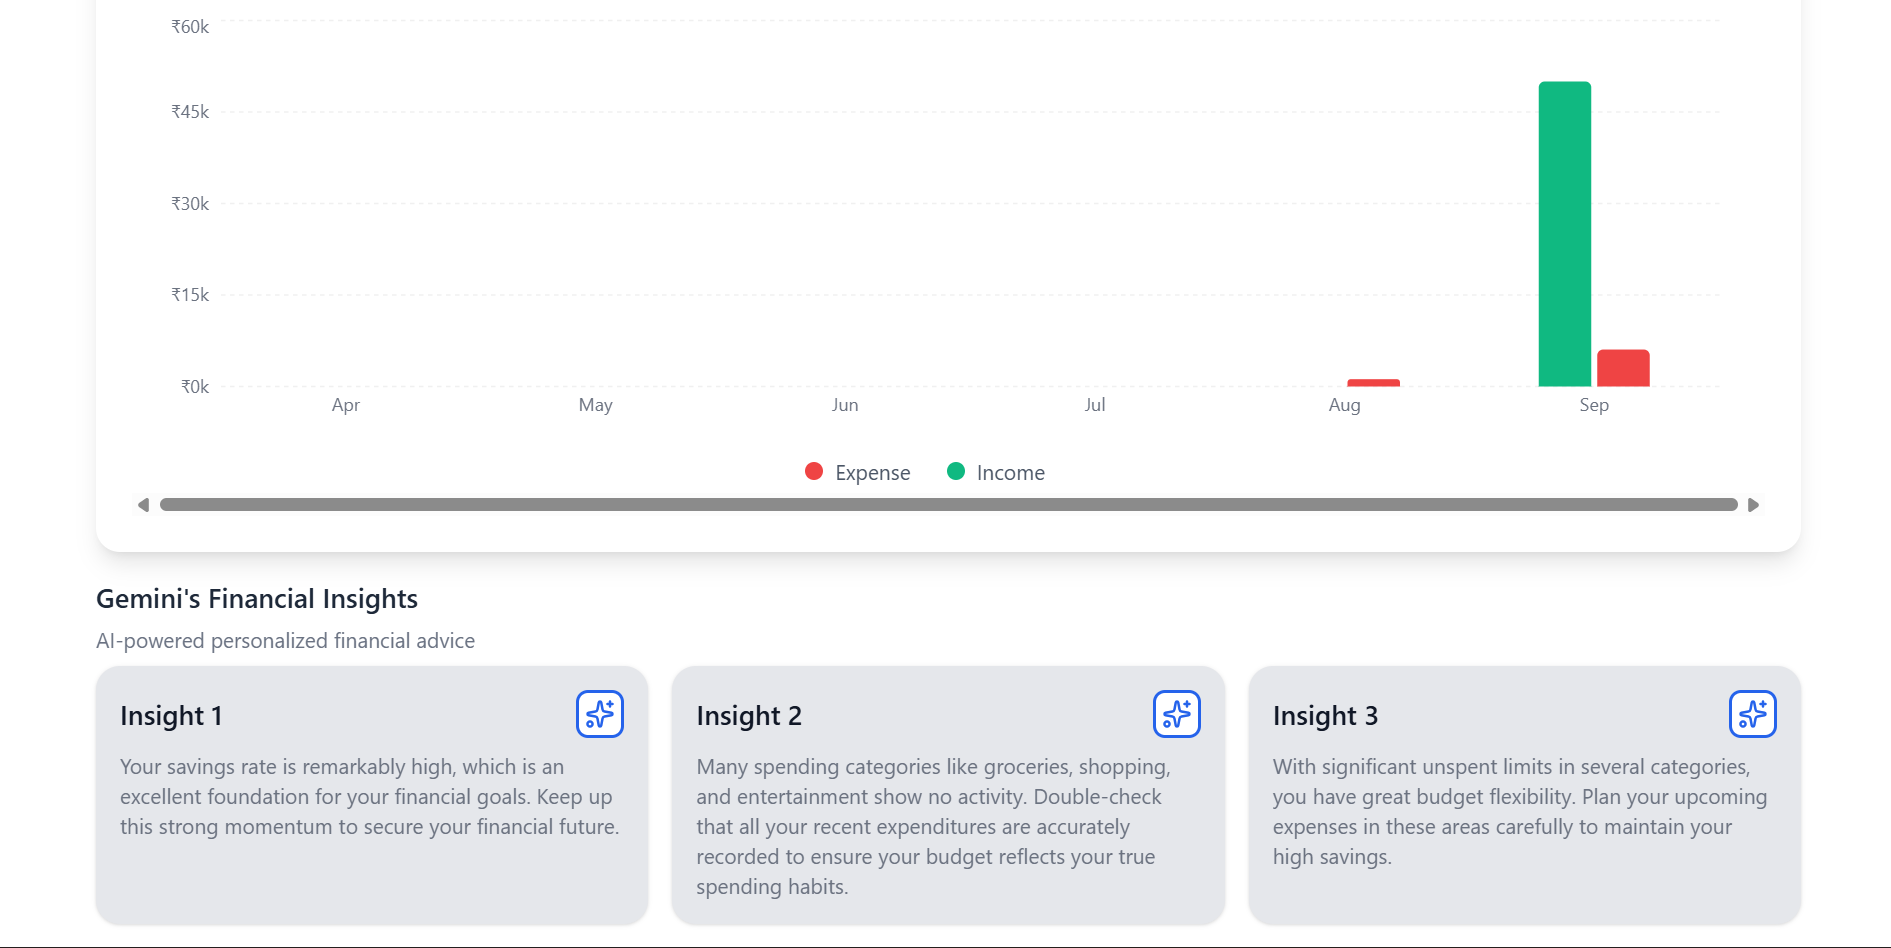 ₹60k
₹45k
₹30k
₹15k
₹0k
Apr May Jun Jul Aug Sep
Expense Income
Gemini's Financial Insights
AI-powered personalized financial advice
Insight 1
Your savings rate is remarkably high, which is an
excellent foundation for your financial goals. Keep up
this strong momentum to secure your financial future.
Insight 2
Many spending categories like groceries, shopping,
and entertainment show no activity. Double-check
that all your recent expenditures are accurately
recorded to ensure your budget reflects your true
spending habits.
Insight 3
With significant unspent limits in several categories,
you have great budget flexibility. Plan your upcoming
expenses in these areas carefully to maintain your
high savings.